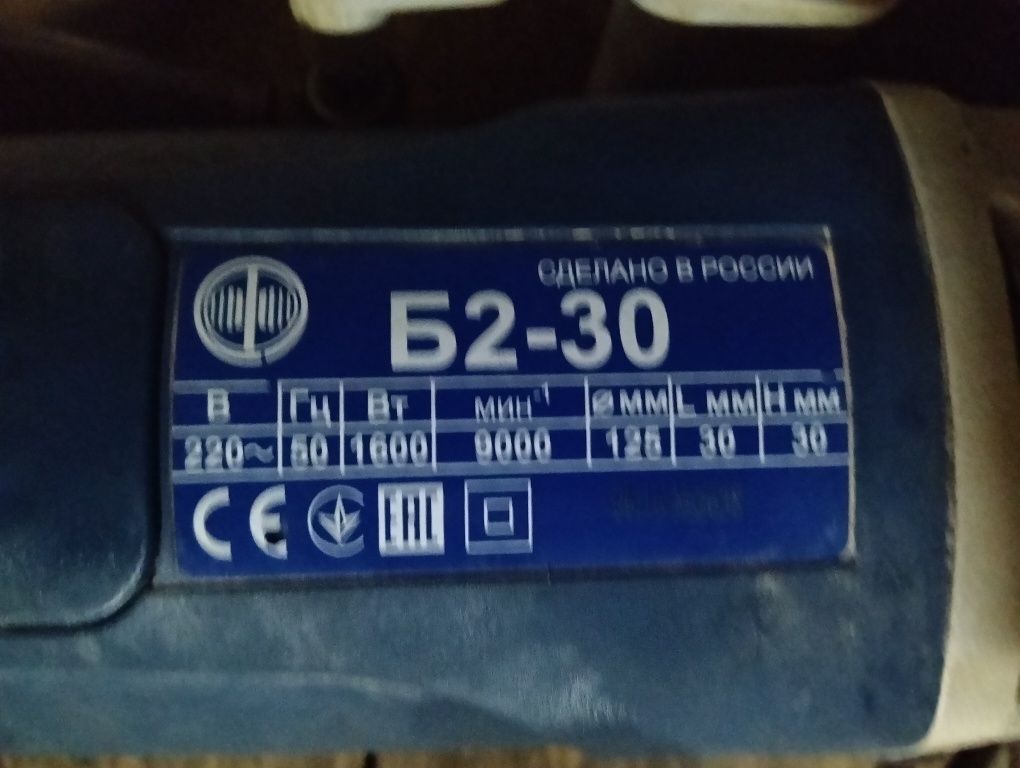 СДЕЛАНО В РОССИИ
Б2-30
В Гц Вт мин⁻¹ ø мм L мм H мм
220~ 50 1600 9000 125 30 30
CE